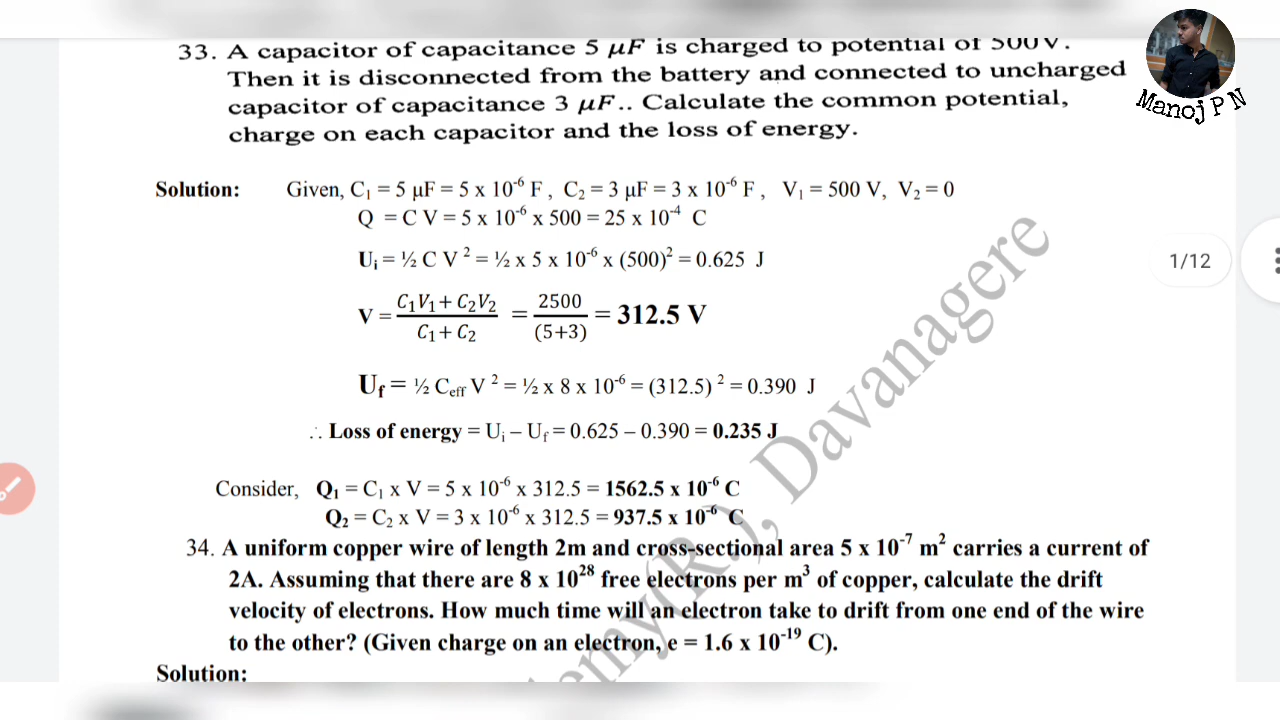 33. A capacitor of capacitance 5 μF is charged to potential of 500V.
Then it is disconnected from the battery and connected to uncharged
capacitor of capacitance 3 μF.. Calculate the common potential,
charge on each capacitor and the loss of energy.
Manoj P N
Solution: Given, C₁ = 5 μF = 5 x 10⁻⁶ F , C₂ = 3 μF = 3 x 10⁻⁶ F , V₁ = 500 V, V₂ = 0
Q = C V = 5 x 10⁻⁶ x 500 = 25 x 10⁻⁴ C
Uᵢ = ½ C V ² = ½ x 5 x 10⁻⁶ x (500)² = 0.625 J
1/12
V = (C₁V₁ + C₂V₂)/(C₁ + C₂) = 2500/(5+3) = 312.5 V
U_f = ½ C_eff V ² = ½ x 8 x 10⁻⁶ = (312.5) ² = 0.390 J
∴ Loss of energy = Uᵢ – U_f = 0.625 – 0.390 = 0.235 J
Consider, Q₁ = C₁ x V = 5 x 10⁻⁶ x 312.5 = 1562.5 x 10⁻⁶ C
Q₂ = C₂ x V = 3 x 10⁻⁶ x 312.5 = 937.5 x 10⁻⁶ C
34. A uniform copper wire of length 2m and cross-sectional area 5 x 10⁻⁷ m² carries a current of
2A. Assuming that there are 8 x 10²⁸ free electrons per m³ of copper, calculate the drift
velocity of electrons. How much time will an electron take to drift from one end of the wire
to the other? (Given charge on an electron, e = 1.6 x 10⁻¹⁹ C).
Solution:
(R.), Davanagere